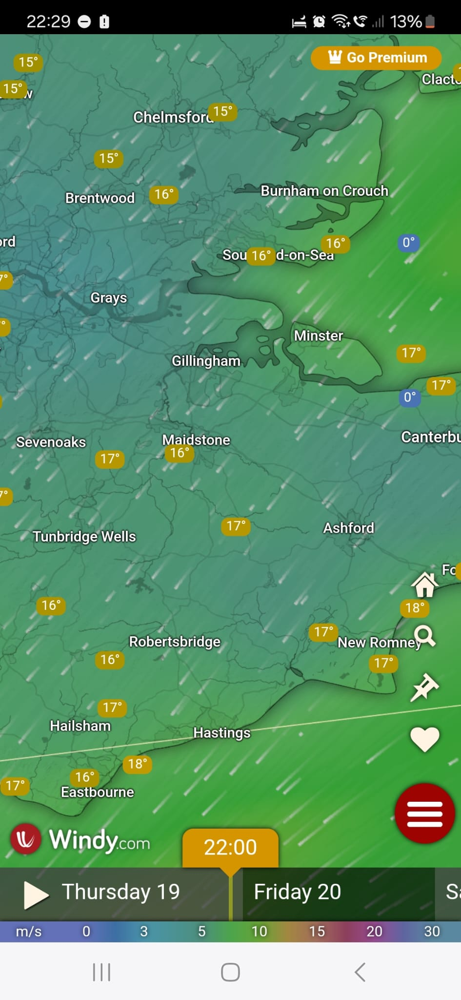 22:29
13%
Go Premium
15°
15°
w
Clact
Chelmsford
15°
15°
Brentwood
16°
Burnham on Crouch
ord
16°
0°
Sou
16°
d-on-Sea
7°
Grays
°
Minster
17°
Gillingham
17°
0°
Sevenoaks
Maidstone
Canterbu
17°
16°
7°
17°
Ashford
Tunbridge Wells
Fo
16°
18°
17°
Robertsbridge
New Romney
16°
17°
17°
Hailsham
Hastings
18°
16°
17°
Eastbourne
Windy.com
22:00
Thursday 19
Friday 20
Sa
m/s 0 3 5 10 15 20 30